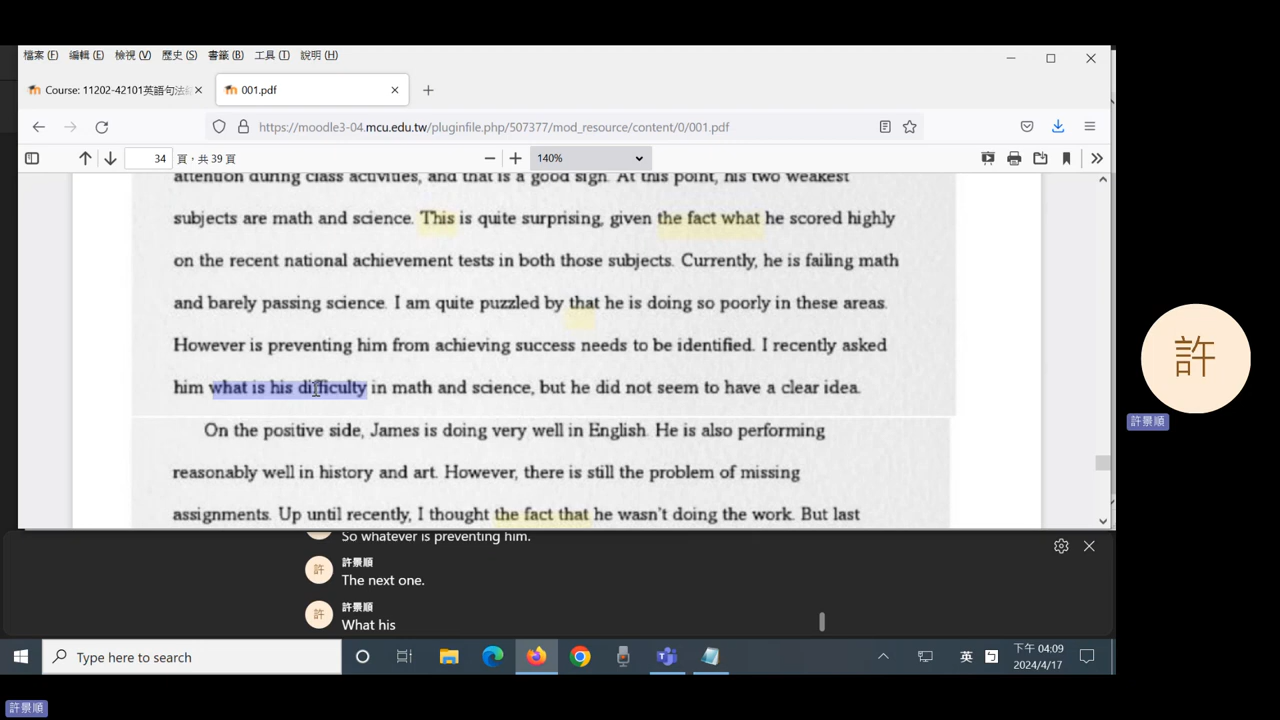 檔案 (F) 編輯 (E) 檢視 (V) 歷史 (S) 書籤 (B) 工具 (T) 說明 (H)
Course: 11202-42101英語句法結
001.pdf
https://moodle3-04.mcu.edu.tw/pluginfile.php/507377/mod_resource/content/0/001.pdf
34 頁，共 39 頁
140%
attention during class activities, and that is a good sign. At this point, his two weakest
subjects are math and science. This is quite surprising, given the fact what he scored highly
on the recent national achievement tests in both those subjects. Currently, he is failing math
and barely passing science. I am quite puzzled by that he is doing so poorly in these areas.
However is preventing him from achieving success needs to be identified. I recently asked
him what is his difficulty in math and science, but he did not seem to have a clear idea.
On the positive side, James is doing very well in English. He is also performing
reasonably well in history and art. However, there is still the problem of missing
assignments. Up until recently, I thought the fact that he wasn't doing the work. But last
許
許景順
So whatever is preventing him.
許
許景順
The next one.
許
許景順
What his
Type here to search
英
下午 04:09
2024/4/17
許景順